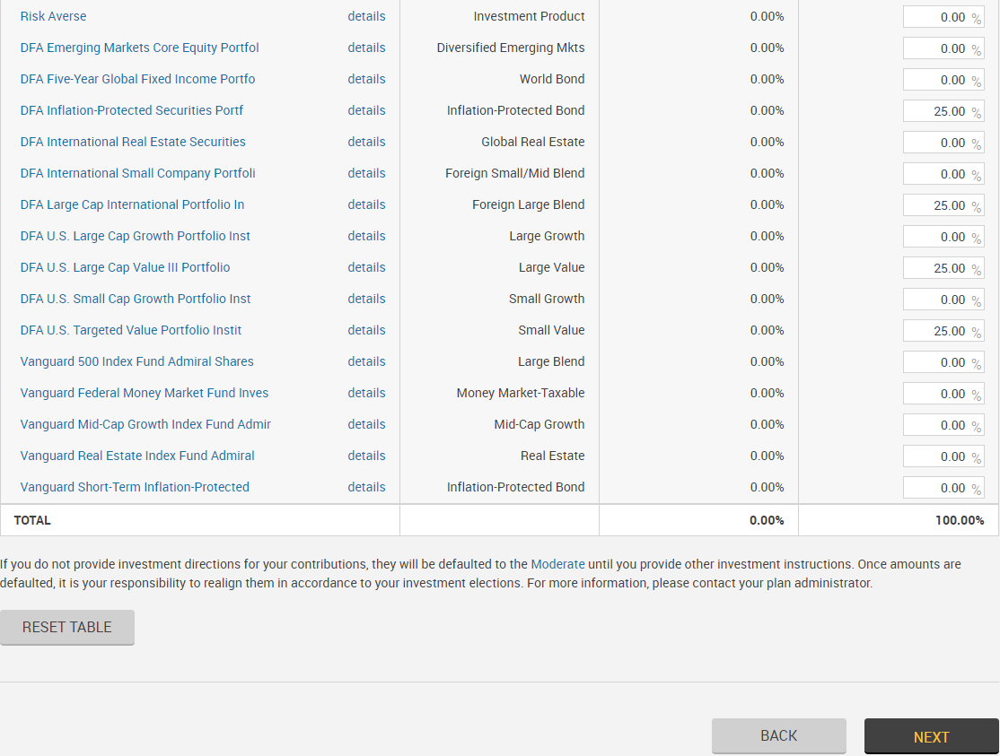 Risk Averse details Investment Product 0.00% 0.00 %
DFA Emerging Markets Core Equity Portfol details Diversified Emerging Mkts 0.00% 0.00 %
DFA Five-Year Global Fixed Income Portfo details World Bond 0.00% 0.00 %
DFA Inflation-Protected Securities Portf details Inflation-Protected Bond 0.00% 25.00 %
DFA International Real Estate Securities details Global Real Estate 0.00% 0.00 %
DFA International Small Company Portfoli details Foreign Small/Mid Blend 0.00% 0.00 %
DFA Large Cap International Portfolio In details Foreign Large Blend 0.00% 25.00 %
DFA U.S. Large Cap Growth Portfolio Inst details Large Growth 0.00% 0.00 %
DFA U.S. Large Cap Value III Portfolio details Large Value 0.00% 25.00 %
DFA U.S. Small Cap Growth Portfolio Inst details Small Growth 0.00% 0.00 %
DFA U.S. Targeted Value Portfolio Instit details Small Value 0.00% 25.00 %
Vanguard 500 Index Fund Admiral Shares details Large Blend 0.00% 0.00 %
Vanguard Federal Money Market Fund Inves details Money Market-Taxable 0.00% 0.00 %
Vanguard Mid-Cap Growth Index Fund Admir details Mid-Cap Growth 0.00% 0.00 %
Vanguard Real Estate Index Fund Admiral details Real Estate 0.00% 0.00 %
Vanguard Short-Term Inflation-Protected details Inflation-Protected Bond 0.00% 0.00 %
TOTAL 0.00% 100.00%
If you do not provide investment directions for your contributions, they will be defaulted to the Moderate until you provide other investment instructions. Once amounts are
defaulted, it is your responsibility to realign them in accordance to your investment elections. For more information, please contact your plan administrator.
RESET TABLE
BACK NEXT